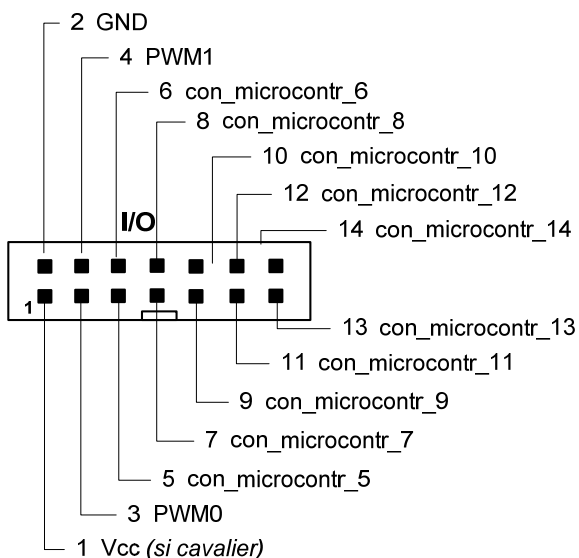 2 GND
4 PWM1
6 con_microcontr_6
8 con_microcontr_8
10 con_microcontr_10
12 con_microcontr_12
I/O
14 con_microcontr_14
1
13 con_microcontr_13
11 con_microcontr_11
9 con_microcontr_9
7 con_microcontr_7
5 con_microcontr_5
3 PWM0
1 Vcc (si cavalier)